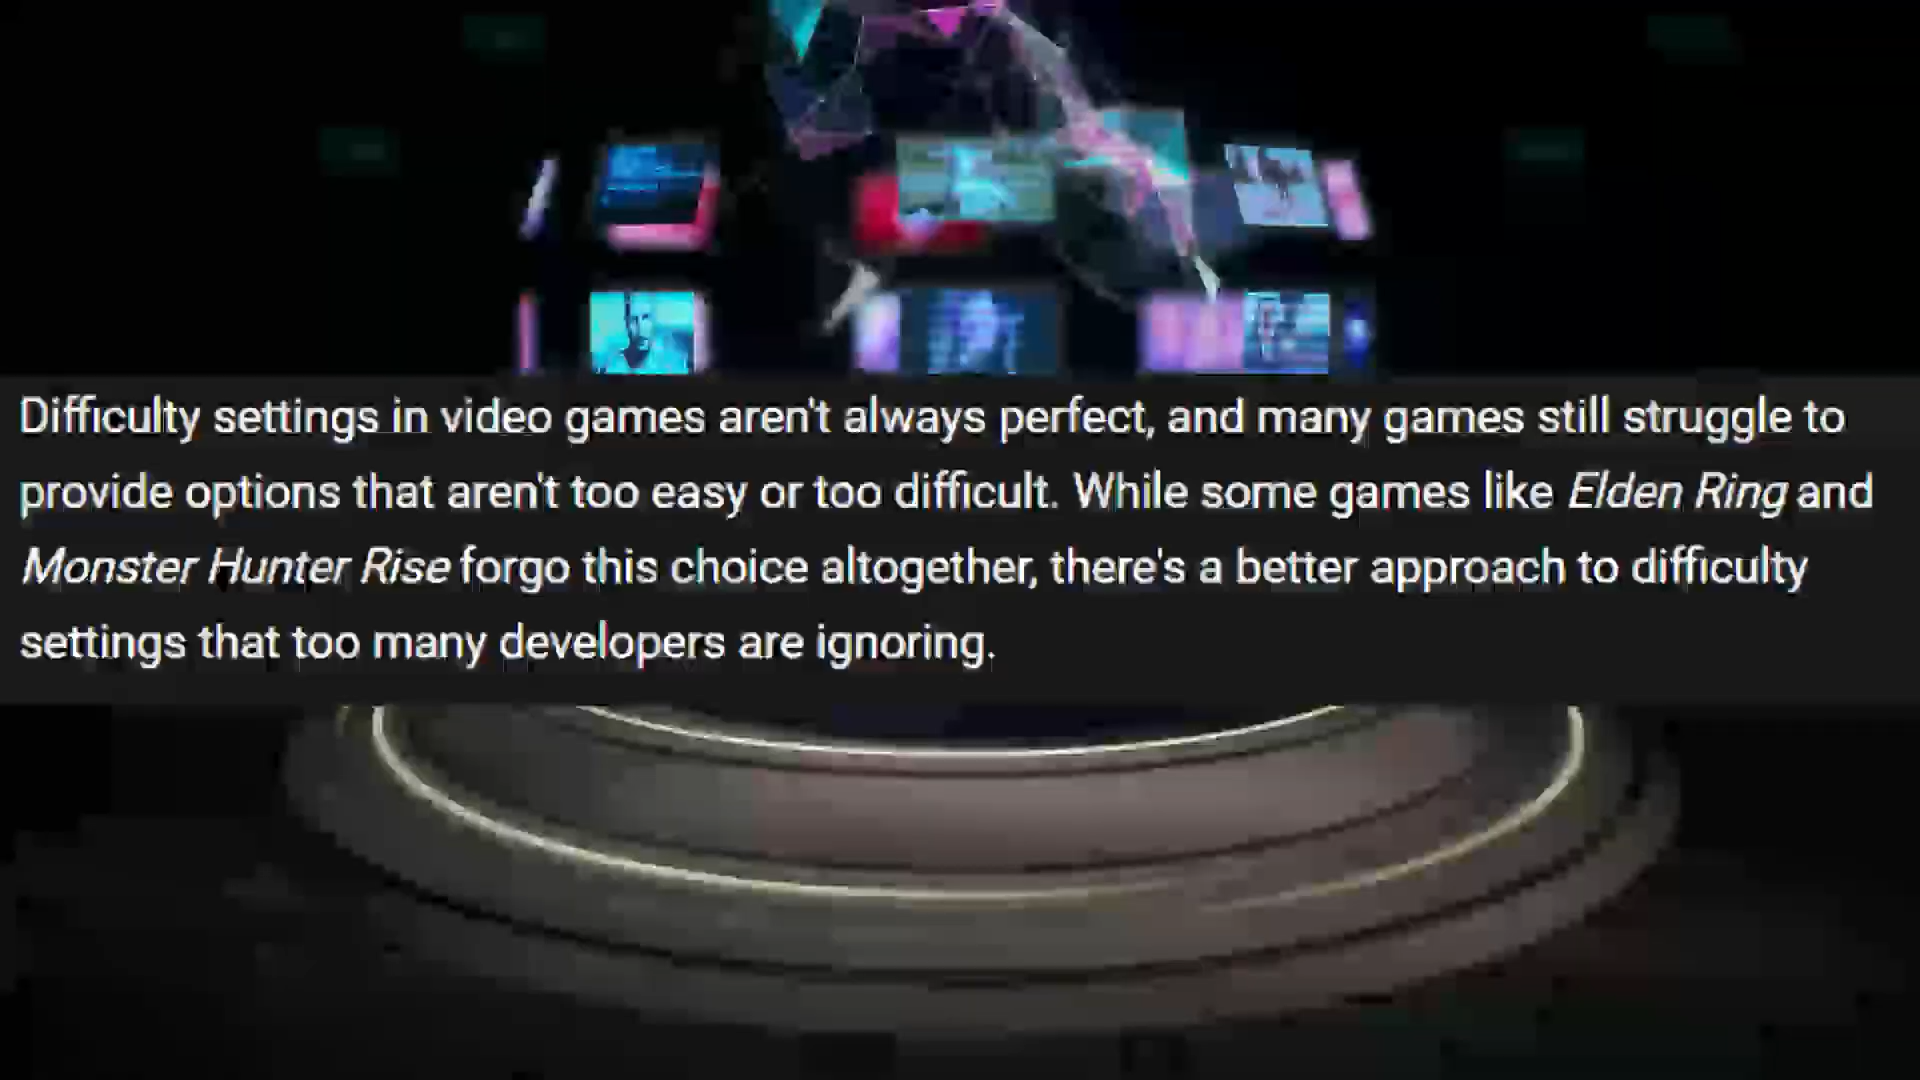 Difficulty settings in video games aren't always perfect, and many games still struggle to
provide options that aren't too easy or too difficult. While some games like Elden Ring and
Monster Hunter Rise forgo this choice altogether, there's a better approach to difficulty
settings that too many developers are ignoring.